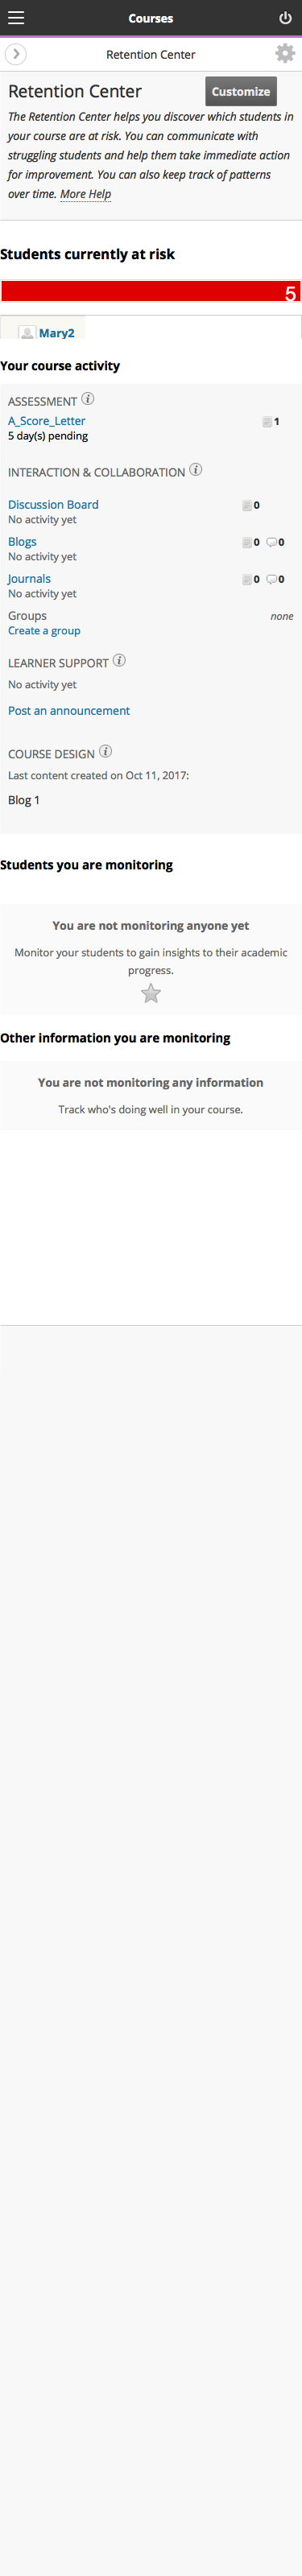 Courses
Retention Center
Retention Center
Customize
The Retention Center helps you discover which students in
your course are at risk. You can communicate with
struggling students and help them take immediate action
for improvement. You can also keep track of patterns
over time. More Help
Students currently at risk
5
Mary2
Your course activity
ASSESSMENT i
A_Score_Letter 1
5 day(s) pending
INTERACTION & COLLABORATION i
Discussion Board 0
No activity yet
Blogs 0 0
No activity yet
Journals 0 0
No activity yet
Groups none
Create a group
LEARNER SUPPORT i
No activity yet
Post an announcement
COURSE DESIGN i
Last content created on Oct 11, 2017:
Blog 1
Students you are monitoring
You are not monitoring anyone yet
Monitor your students to gain insights to their academic
progress.
Other information you are monitoring
You are not monitoring any information
Track who's doing well in your course.